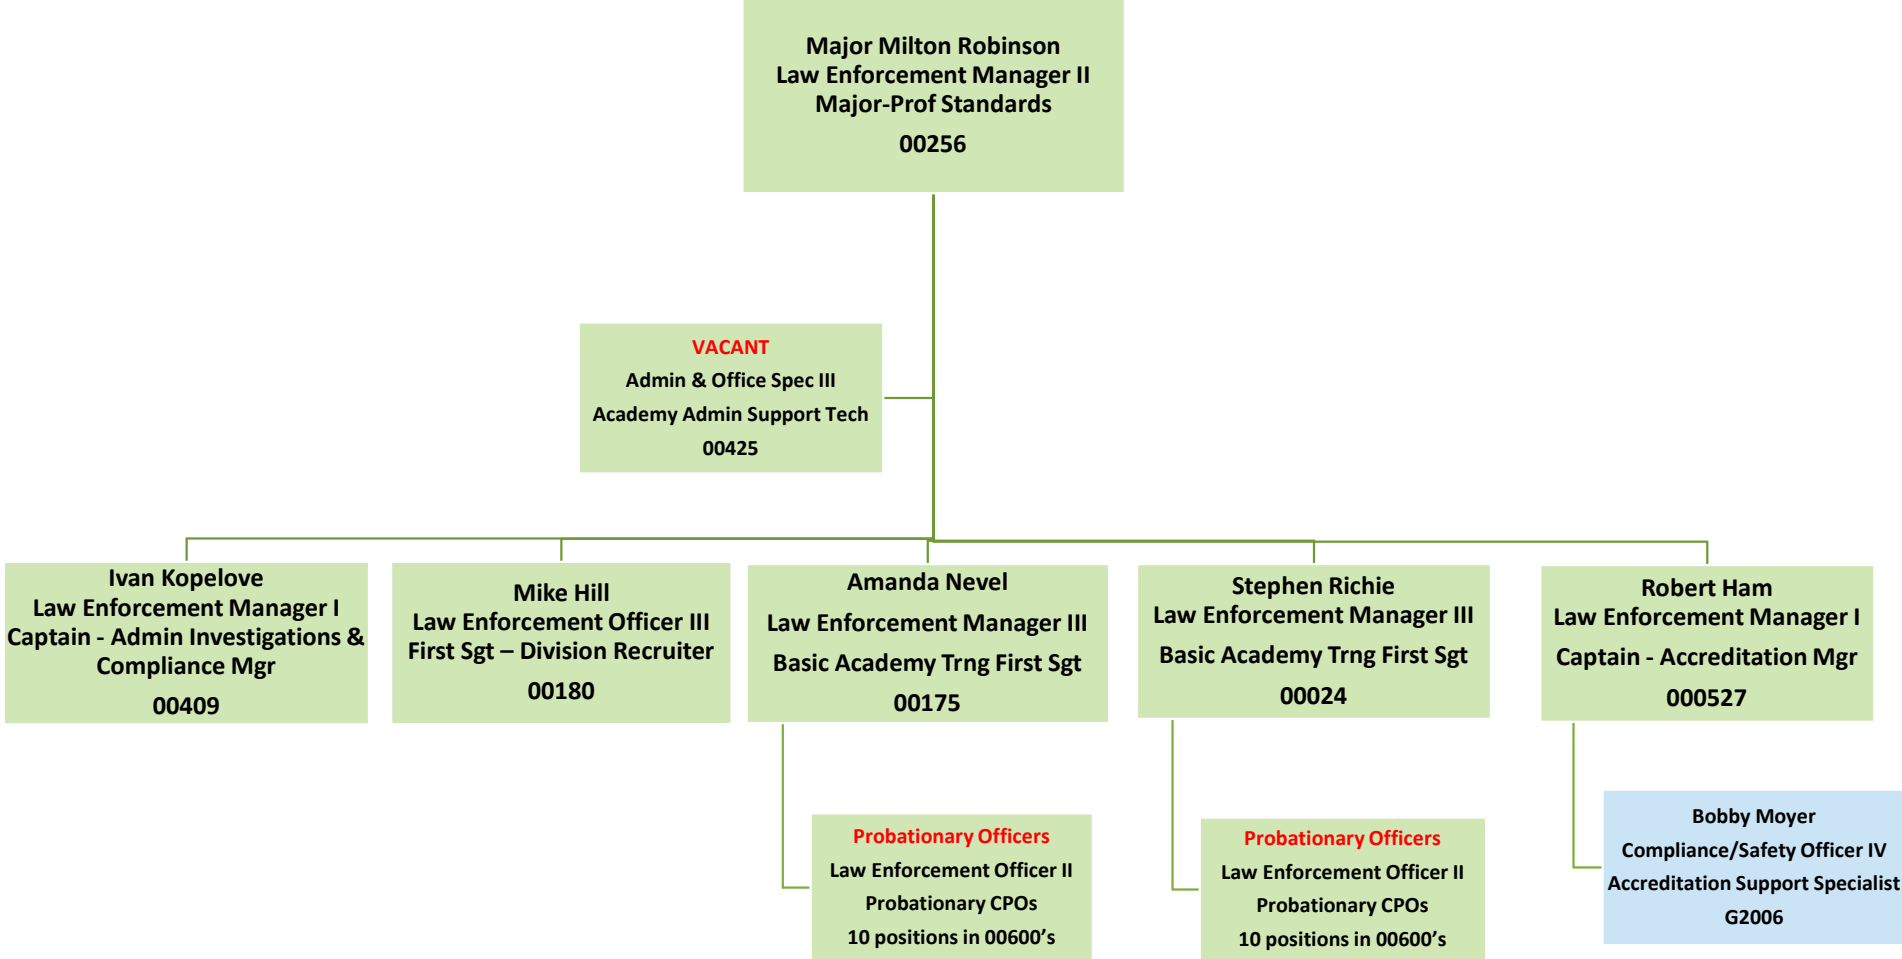 Major Milton Robinson
Law Enforcement Manager II
Major-Prof Standards
00256
VACANT
Admin & Office Spec III
Academy Admin Support Tech
00425
Ivan Kopelove
Law Enforcement Manager I
Captain - Admin Investigations &
Compliance Mgr
00409
Mike Hill
Law Enforcement Officer III
First Sgt – Division Recruiter
00180
Amanda Nevel
Law Enforcement Manager III
Basic Academy Trng First Sgt
00175
Stephen Richie
Law Enforcement Manager III
Basic Academy Trng First Sgt
00024
Robert Ham
Law Enforcement Manager I
Captain - Accreditation Mgr
000527
Probationary Officers
Law Enforcement Officer II
Probationary CPOs
10 positions in 00600’s
Probationary Officers
Law Enforcement Officer II
Probationary CPOs
10 positions in 00600’s
Bobby Moyer
Compliance/Safety Officer IV
Accreditation Support Specialist
G2006